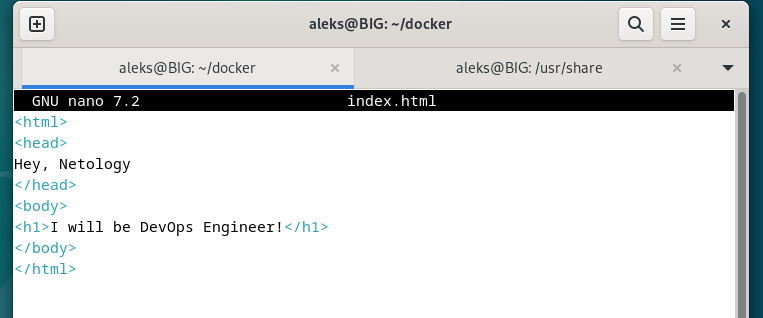 aleks@BIG: ~/docker
aleks@BIG: ~/docker
aleks@BIG: /usr/share
GNU nano 7.2 index.html
<html>
<head>
Hey, Netology
</head>
<body>
<h1>I will be DevOps Engineer!</h1>
</body>
</html>